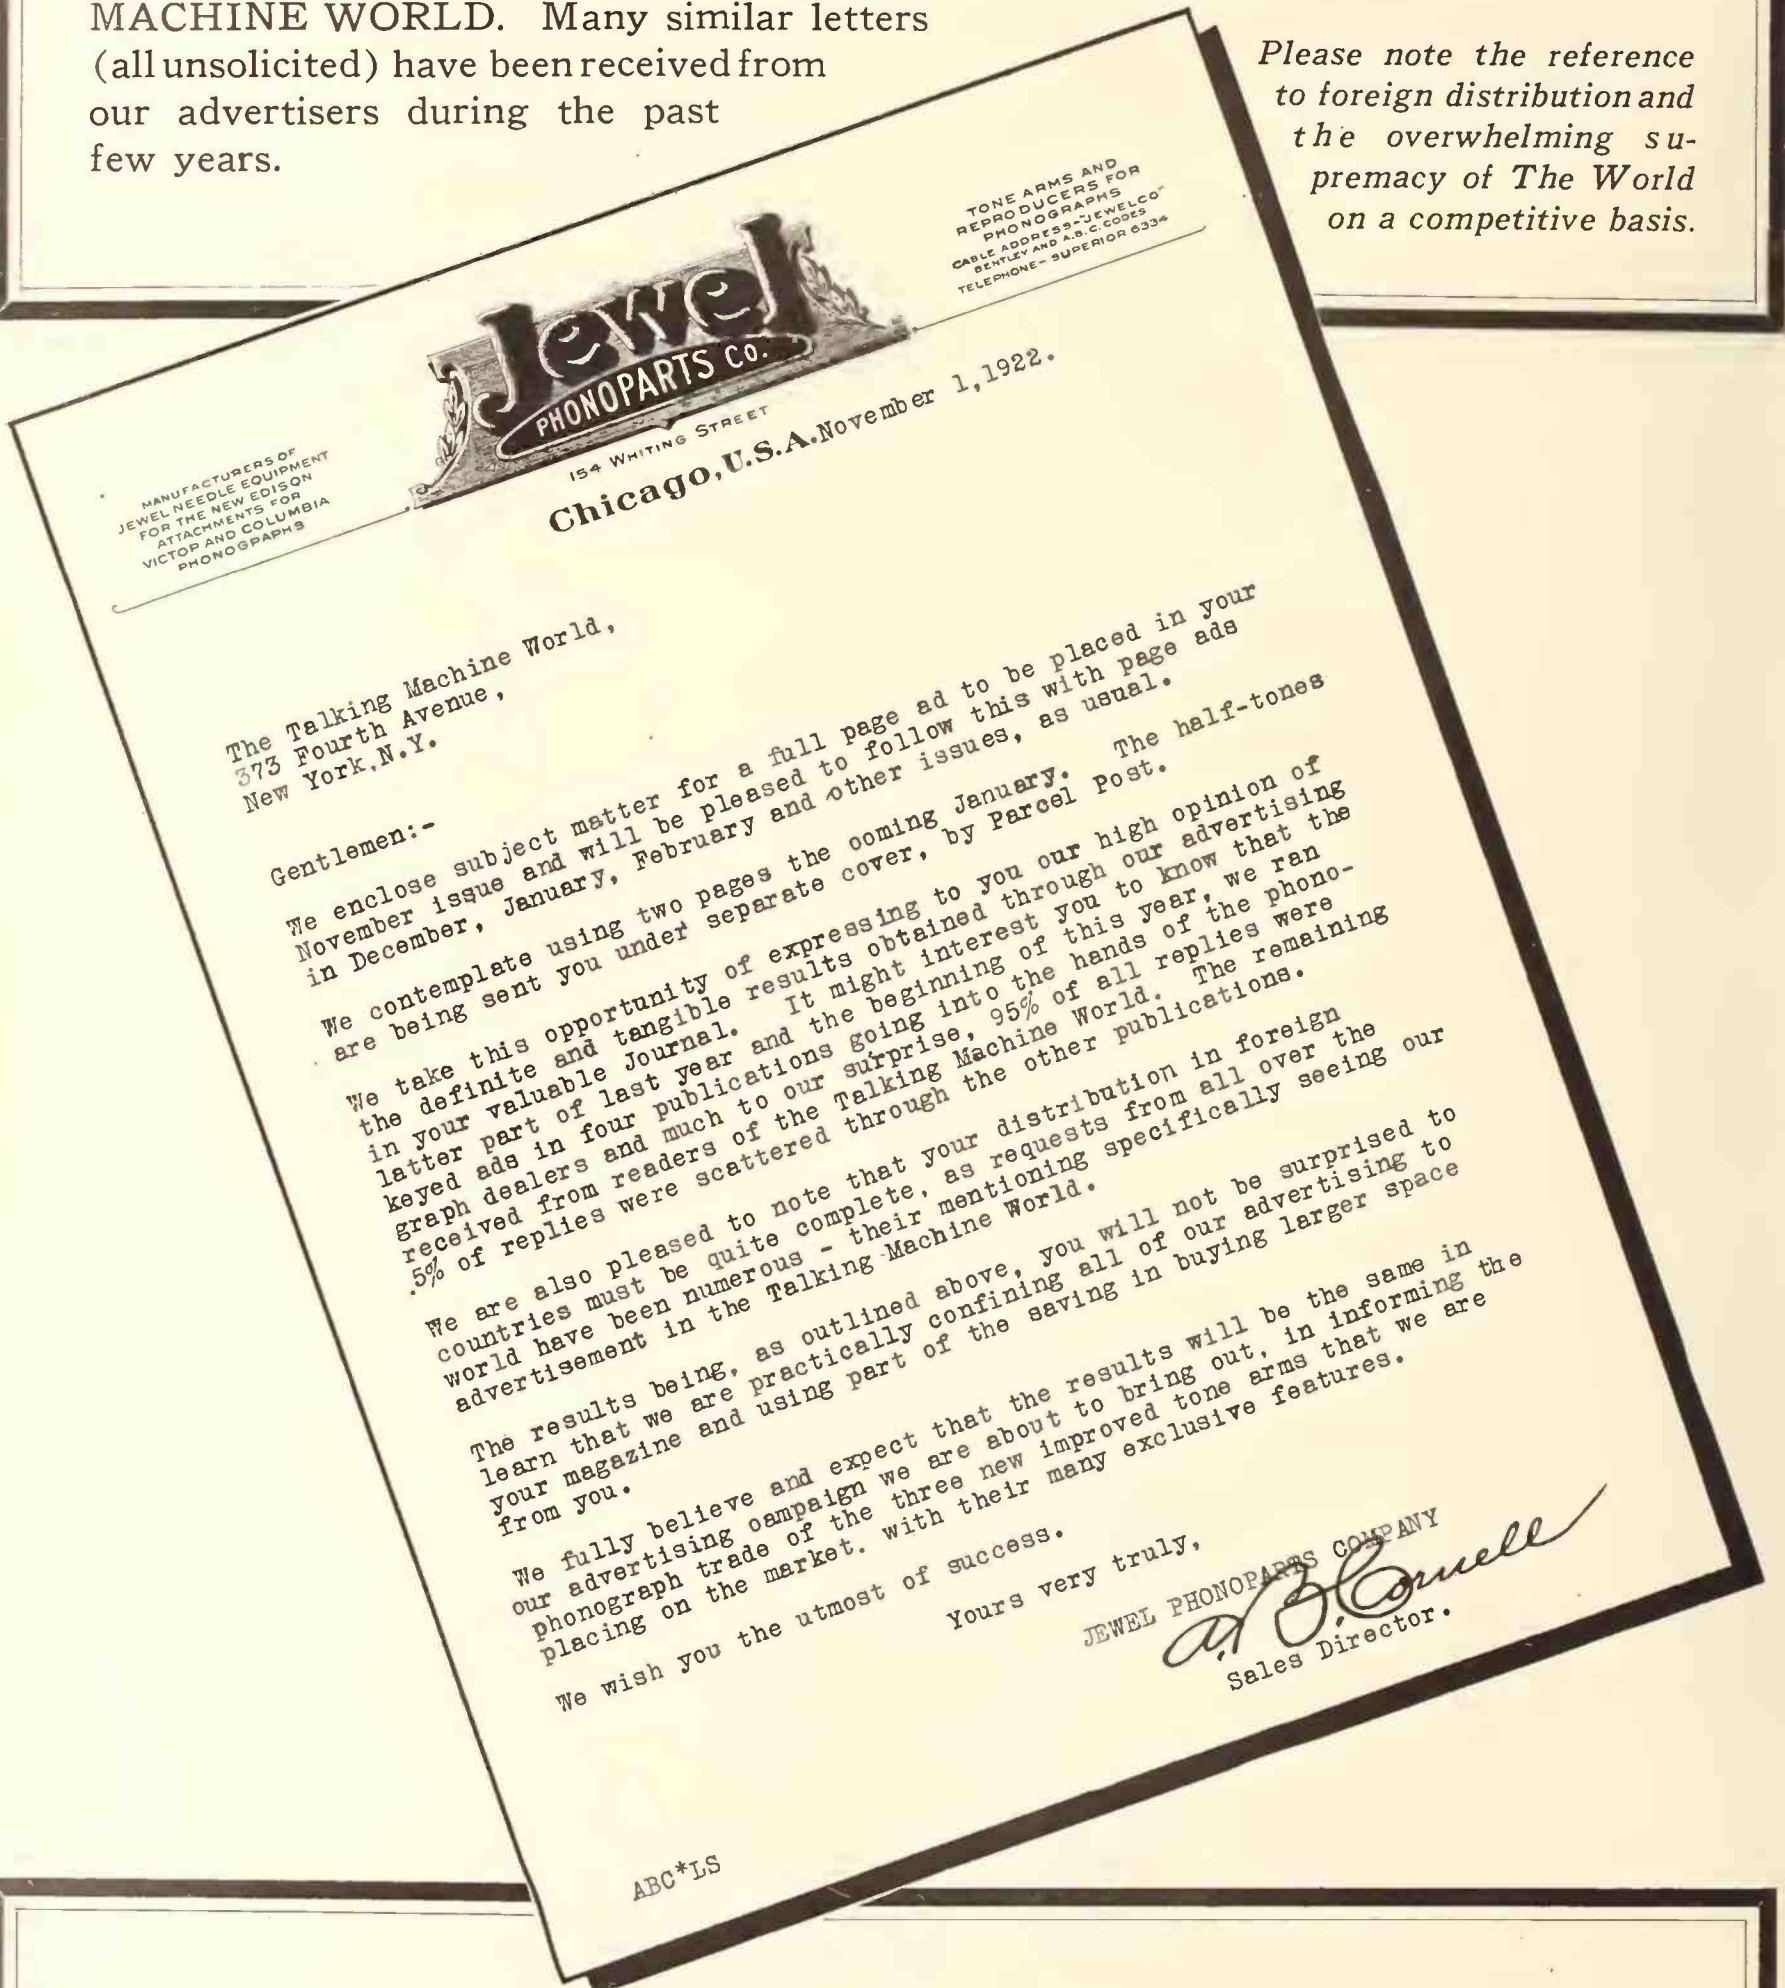 MACHINE WORLD. Many similar letters
(all unsolicited) have been received from
our advertisers during the past
few years.
Please note the reference
to foreign distribution and
the overwhelming su-
premacy of The World
on a competitive basis.
TONE ARMS AND
REPRODUCERS FOR
PHONOGRAPHS
CABLE ADDRESS-"JEWELCO"
BENTLEY AND A.B.C. CODES
TELEPHONE-SUPERIOR 6334
Jewel
PHONOPARTS CO.
154 WHITING STREET
Chicago, U.S.A. November 1, 1922.
MANUFACTURERS OF
JEWEL NEEDLE EQUIPMENT
FOR THE NEW EDISON
ATTACHMENTS FOR
VICTOR AND COLUMBIA
PHONOGRAPHS
The Talking Machine World,
373 Fourth Avenue,
New York, N.Y.
Gentlemen:-
We enclose subject matter for a full page ad to be placed in your
November issue and will be pleased to follow this with page ads
in December, January, February and other issues, as usual.
We contemplate using two pages the coming January. The half-tones
are being sent you under separate cover, by Parcel Post.
We take this opportunity of expressing to you our high opinion of
the definite and tangible results obtained through our advertising
in your valuable Journal. It might interest you to know that the
latter part of last year and the beginning of this year, we ran
keyed ads in four publications going into the hands of the phono-
graph dealers and much to our surprise, 95% of all replies were
received from readers of the Talking Machine World. The remaining
5% of replies were scattered through the other publications.
We are also pleased to note that your distribution in foreign
countries must be quite complete, as requests from all over the
world have been numerous - their mentioning specifically seeing our
advertisement in the Talking Machine World.
The results being, as outlined above, you will not be surprised to
learn that we are practically confining all of our advertising to
your magazine and using part of the saving in buying larger space
from you.
We fully believe and expect that the results will be the same in
our advertising campaign we are about to bring out, in informing the
phonograph trade of the three new improved tone arms that we are
placing on the market, with their many exclusive features.
We wish you the utmost of success.
Yours very truly,
JEWEL PHONOPARTS COMPANY
A.B. Cornell
Sales Director.
ABC*LS